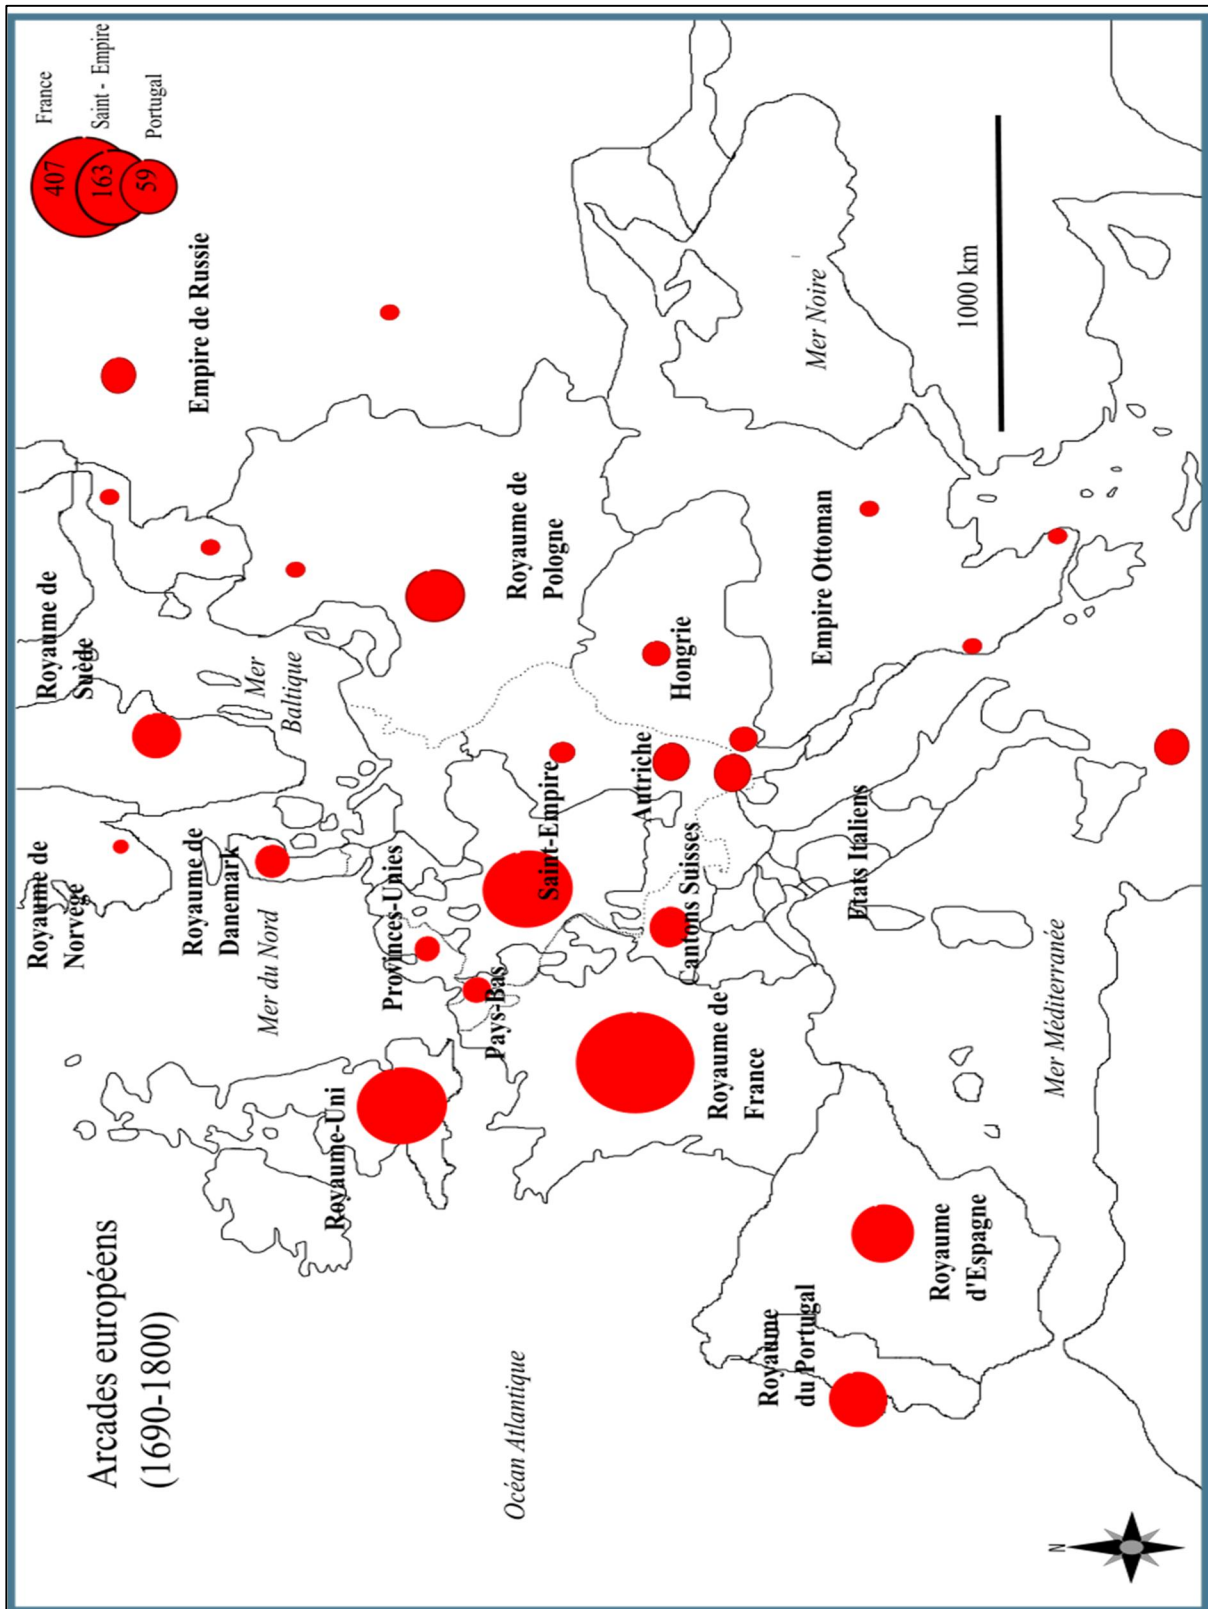 Arcades européens
(1690-1800)
France
Saint - Empire
Portugal
407
163
59
Royaume de
Norvège
Royaume de
Suède
Empire de Russie
Royaume de
Danemark
Mer du Nord
Mer
Baltique
Royaume-Uni
Provinces-Unies
Pays-Bas
Saint-Empire
Royaume de
Pologne
Océan Atlantique
Royaume de
France
Cantons Suisses
Autriche
Hongrie
Mer Noire
Royaume
du Portugal
Royaume
d'Espagne
Etats Italiens
Empire Ottoman
Mer Méditerranée
1000 km
N